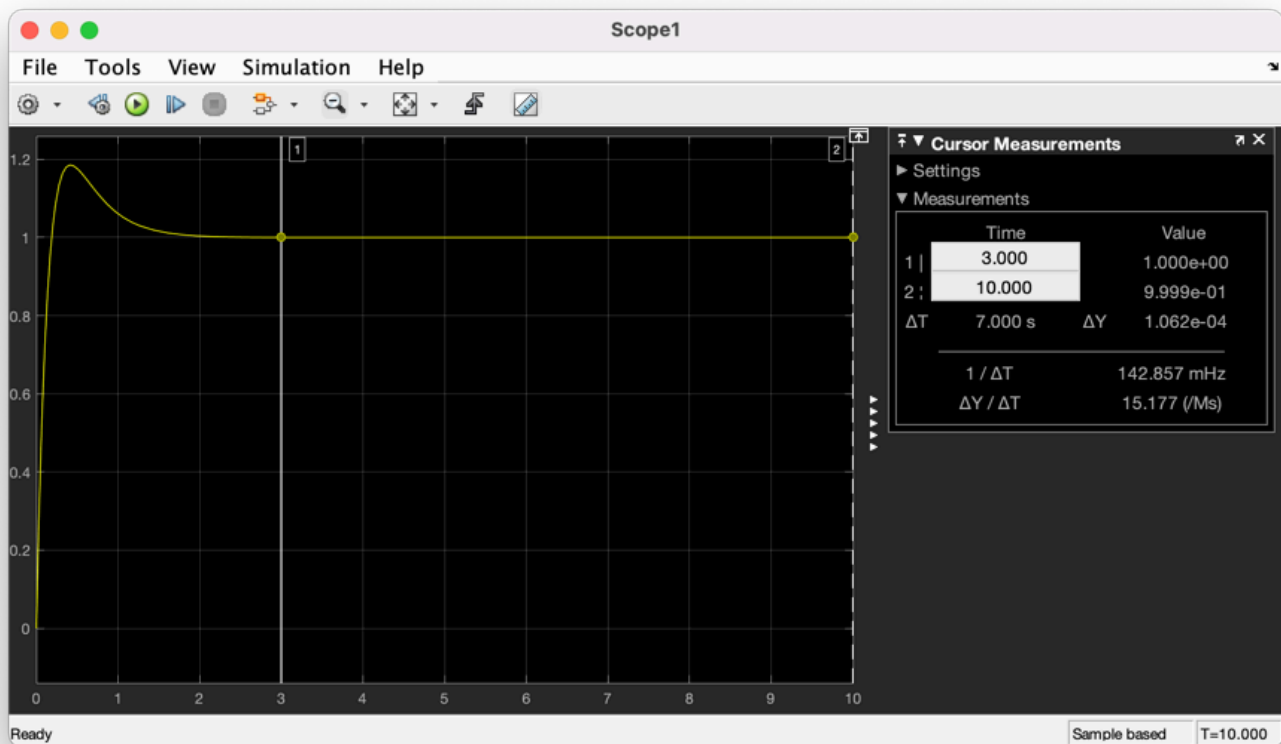 Scope1
File Tools View Simulation Help
1.2
1
0.8
0.6
0.4
0.2
0
0 1 2 3 4 5 6 7 8 9 10
1
2
Cursor Measurements
Settings
Measurements
Time Value
1 | 3.000 1.000e+00
2 ¦ 10.000 9.999e-01
ΔT 7.000 s ΔY 1.062e-04
1 / ΔT 142.857 mHz
ΔY / ΔT 15.177 (/Ms)
Ready Sample based T=10.000